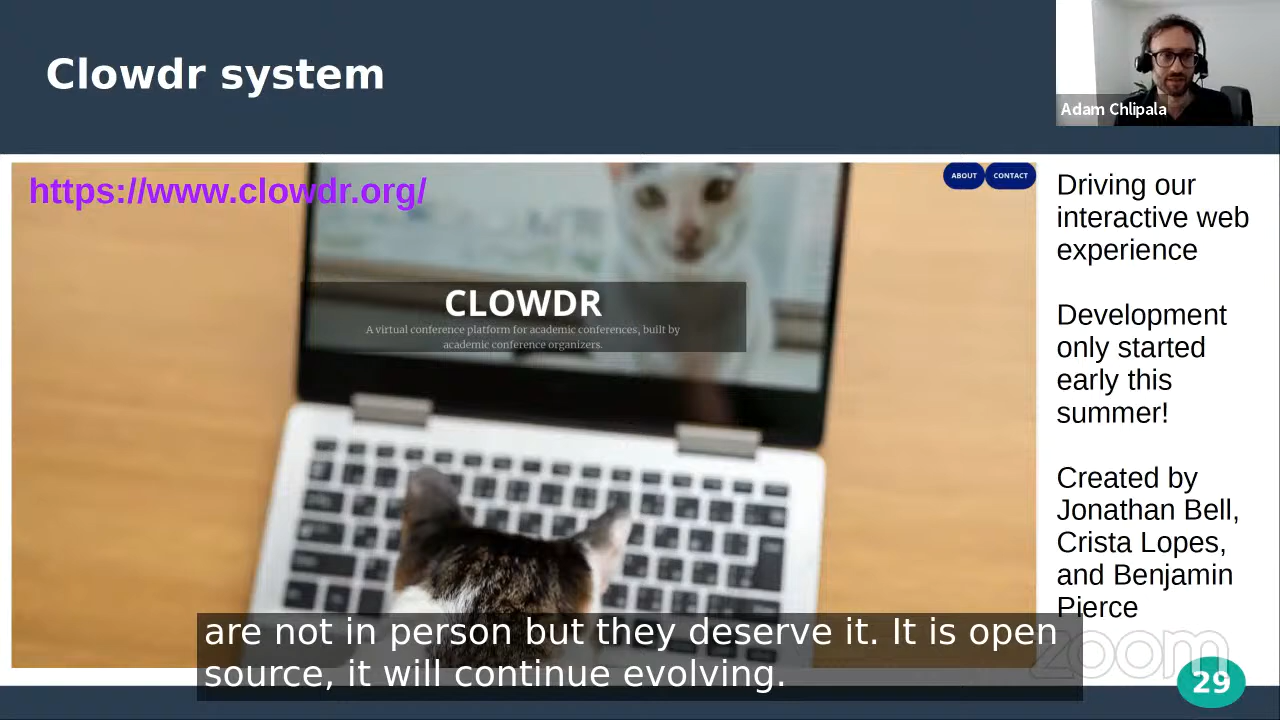 Clowdr system
Adam Chlipala
https://www.clowdr.org/
ABOUT
CONTACT
CLOWDR
A virtual conference platform for academic conferences, built by
academic conference organizers.
Driving our
interactive web
experience
Development
only started
early this
summer!
Created by
Jonathan Bell,
Crista Lopes,
and Benjamin
Pierce
are not in person but they deserve it. It is open
source, it will continue evolving.
zoom
29